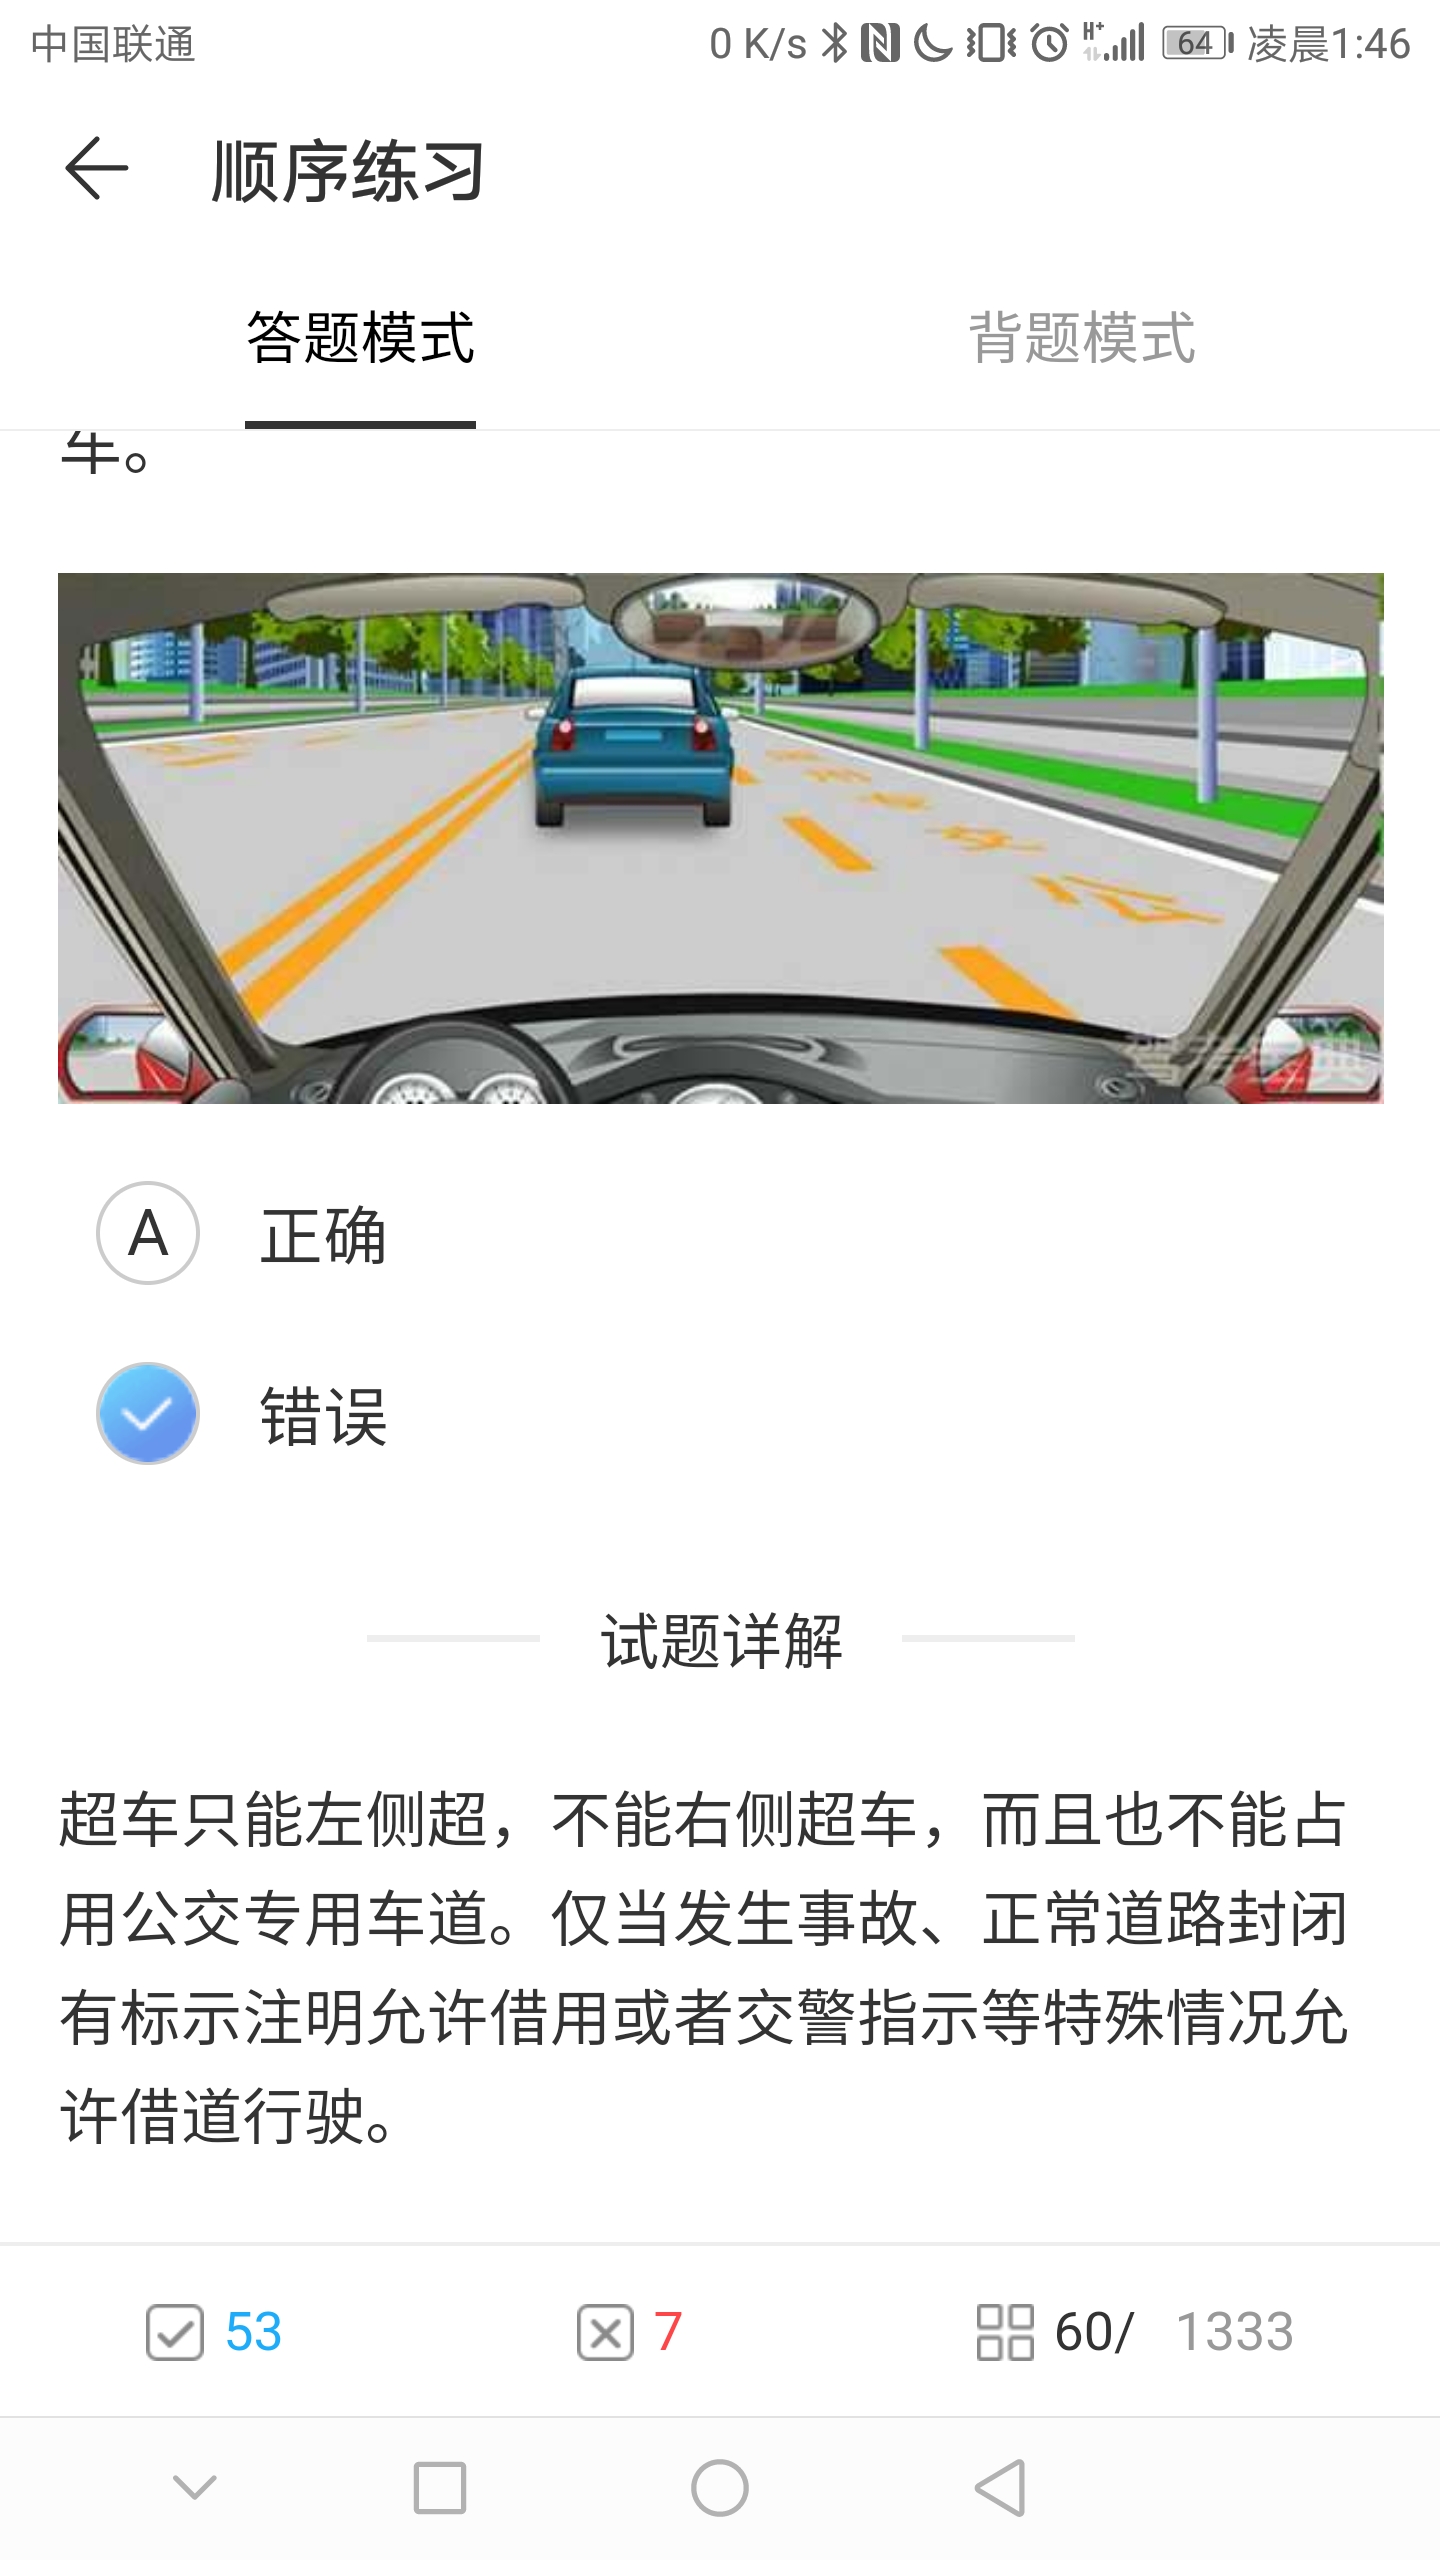 中国联通
0 K/s
64
凌晨1:46
顺序练习
答题模式
背题模式
车。
A
正确
错误
试题详解
超车只能左侧超，不能右侧超车，而且也不能占
用公交专用车道。仅当发生事故、正常道路封闭
有标示注明允许借用或者交警指示等特殊情况允
许借道行驶。
53
7
60/ 1333